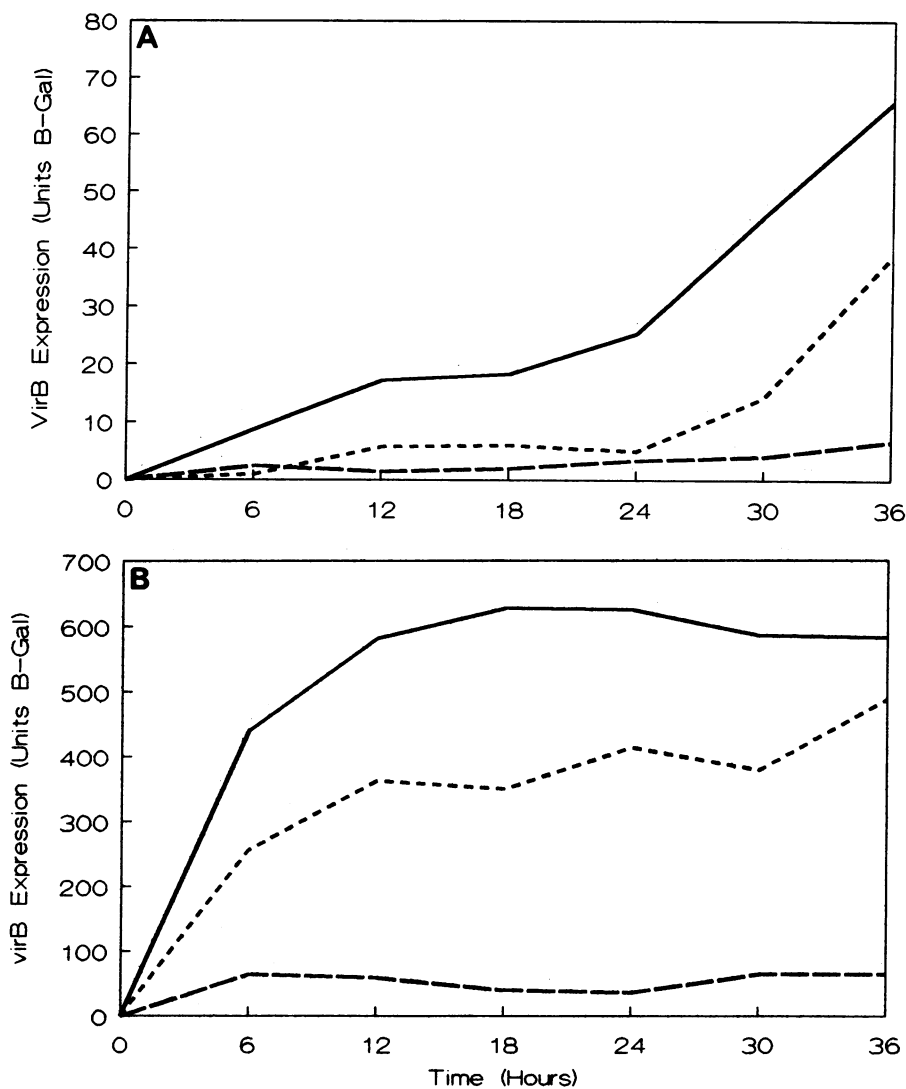 A
80
70
60
50
40
30
20
10
0
VirB Expression (Units B-Gal)
0 6 12 18 24 30 36
B
700
600
500
400
300
200
100
0
virB Expression (Units B-Gal)
0 6 12 18 24 30 36
Time (Hours)